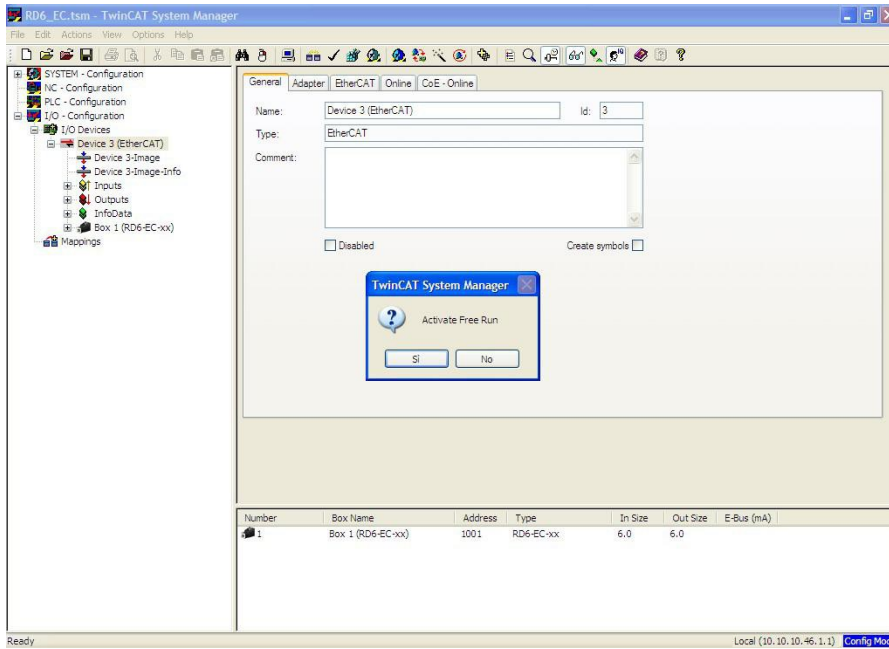 RD6_EC.tsm - TwinCAT System Manager
File Edit Actions View Options Help
SYSTEM - Configuration
NC - Configuration
PLC - Configuration
I/O - Configuration
I/O Devices
Device 3 (EtherCAT)
Device 3-Image
Device 3-Image-Info
Inputs
Outputs
InfoData
Box 1 (RD6-EC-xx)
Mappings
General Adapter EtherCAT Online CoE - Online
Name: Device 3 (EtherCAT) Id: 3
Type: EtherCAT
Comment:
Disabled Create symbols
TwinCAT System Manager
Activate Free Run
Sì No
Number Box Name Address Type In Size Out Size E-Bus (mA)
1 Box 1 (RD6-EC-xx) 1001 RD6-EC-xx 6.0 6.0
Ready Local (10.10.10.46.1.1) Config Mod